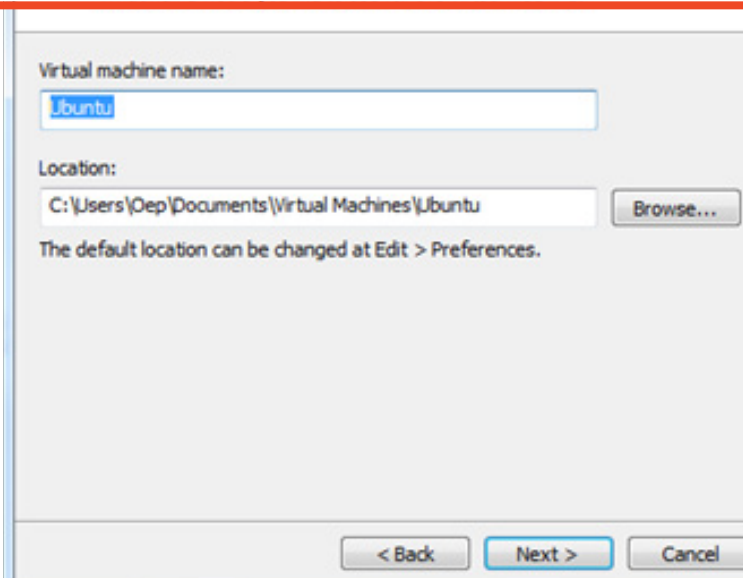 Virtual machine name:
Ubuntu
Location:
C:\Users\Oep\Documents\Virtual Machines\Ubuntu
Browse...
The default location can be changed at Edit > Preferences.
< Back
Next >
Cancel